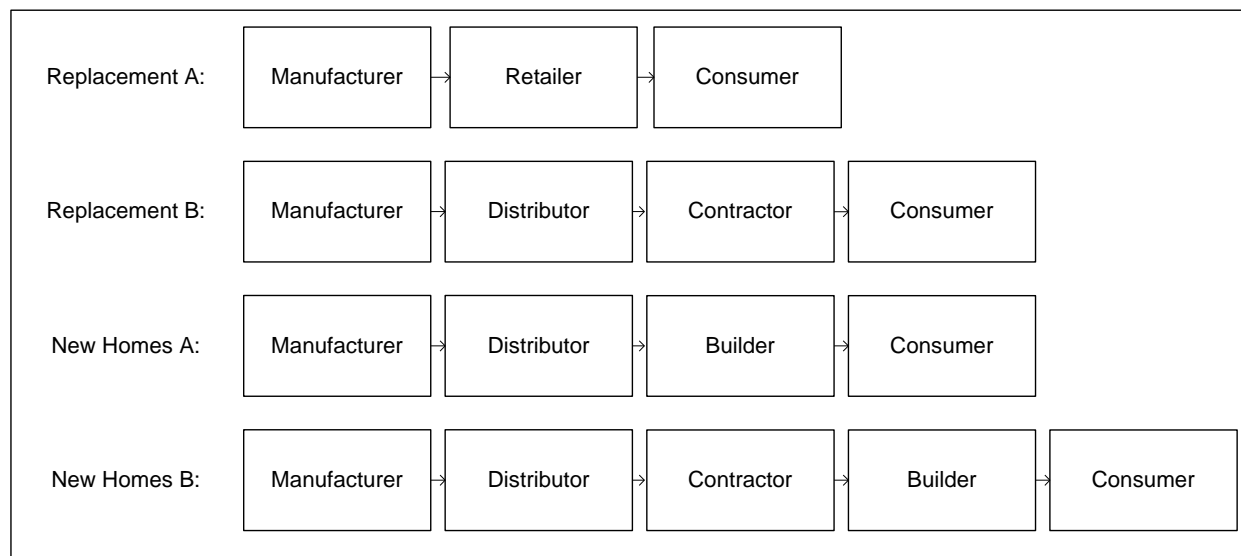 Replacement A: Manufacturer Retailer Consumer
Replacement B: Manufacturer Distributor Contractor Consumer
New Homes A: Manufacturer Distributor Builder Consumer
New Homes B: Manufacturer Distributor Contractor Builder Consumer